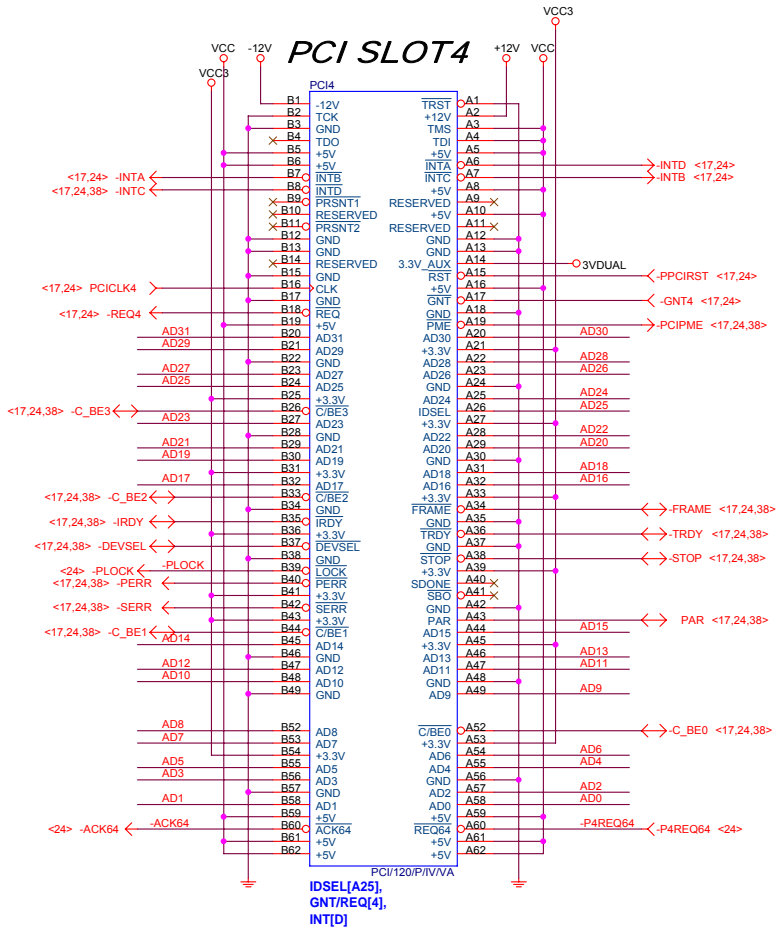 VCC3
VCC -12V PCI SLOT4 +12V VCC
VCC3
PCI4
B1 -12V TRST A1
B2 TCK +12V A2
B3 GND TMS A3
B4 TDO TDI A4
B5 +5V +5V A5
B6 +5V INTA A6 -INTD <17,24>
<17,24> -INTA B7 INTB INTC A7 -INTB <17,24>
<17,24,38> -INTC B8 INTD +5V A8
B9 PRSNT1 RESERVED A9
B10 RESERVED +5V A10
B11 PRSNT2 RESERVED A11
B12 GND GND A12
B13 GND GND A13
B14 RESERVED 3.3V_AUX A14 3VDUAL
B15 GND RST A15 -PPCIRST <17,24>
<17,24> PCICLK4 B16 CLK +5V A16
B17 GND GNT A17 -GNT4 <17,24>
<17,24> -REQ4 B18 REQ GND A18
B19 +5V PME A19 -PCIPME <17,24,38>
AD31 B20 AD31 AD30 A20 AD30
AD29 B21 AD29 +3.3V A21
B22 GND AD28 A22 AD28
AD27 B23 AD27 AD26 A23 AD26
AD25 B24 AD25 GND A24
B25 +3.3V AD24 A25 AD24
<17,24,38> -C_BE3 B26 C/BE3 IDSEL A26 AD25
AD23 B27 AD23 +3.3V A27
B28 GND AD22 A28 AD22
AD21 B29 AD21 AD20 A29 AD20
AD19 B30 AD19 GND A30
B31 +3.3V AD18 A31 AD18
AD17 B32 AD17 AD16 A32 AD16
<17,24,38> -C_BE2 B33 C/BE2 +3.3V A33
B34 GND FRAME A34 -FRAME <17,24,38>
<17,24,38> -IRDY B35 IRDY GND A35
B36 +3.3V TRDY A36 -TRDY <17,24,38>
<17,24,38> -DEVSEL B37 DEVSEL GND A37
B38 GND STOP A38 -STOP <17,24,38>
<24> -PLOCK -PLOCK B39 LOCK +3.3V A39
<17,24,38> -PERR B40 PERR SDONE A40
B41 +3.3V SBO A41
<17,24,38> -SERR B42 SERR GND A42
B43 +3.3V PAR A43 PAR <17,24,38>
<17,24,38> -C_BE1 B44 C/BE1 AD15 A44 AD15
AD14 B45 AD14 +3.3V A45
B46 GND AD13 A46 AD13
AD12 B47 AD12 AD11 A47 AD11
AD10 B48 AD10 GND A48
B49 GND AD9 A49 AD9
AD8 B52 AD8 C/BE0 A52 -C_BE0 <17,24,38>
AD7 B53 AD7 +3.3V A53
B54 +3.3V AD6 A54 AD6
AD5 B55 AD5 AD4 A55 AD4
AD3 B56 AD3 GND A56
B57 GND AD2 A57 AD2
AD1 B58 AD1 AD0 A58 AD0
B59 +5V +5V A59
<24> -ACK64 -ACK64 B60 ACK64 REQ64 A60 -P4REQ64 -P4REQ64 <24>
B61 +5V +5V A61
B62 +5V +5V A62
PCI/120/P/IV/VA
IDSEL[A25],
GNT/REQ[4],
INT[D]